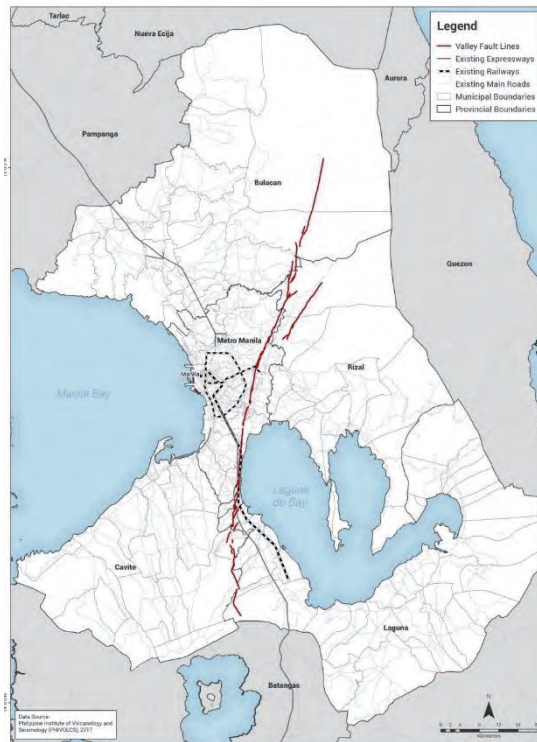 Tarlac
Nueva Ecija
Aurora
Pampanga
Bulacan
Quezon
Metro Manila
Manila
Rizal
Manila Bay
Laguna
de Bay
Cavite
Laguna
Batangas
Legend
Valley Fault Lines
Existing Expressways
Existing Railways
Existing Main Roads
Municipal Boundaries
Provincial Boundaries
N
Kilometers
Data Source:
Philippine Institute of Volcanology and
Seismology (PHIVOLCS), 2017